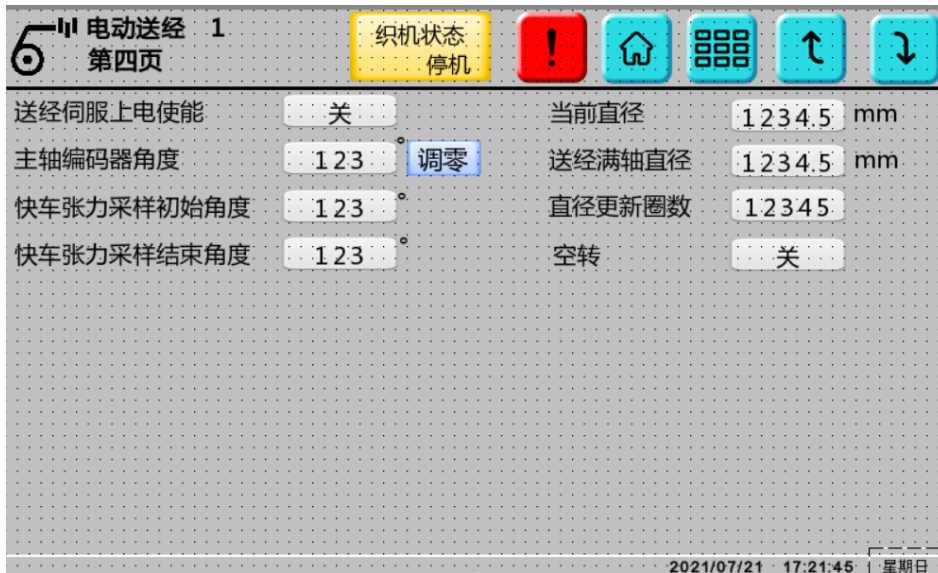 电动送经 1
第四页
织机状态
停机
!
送经伺服上电使能 关
主轴编码器角度 123 ° 调零
快车张力采样初始角度 123 °
快车张力采样结束角度 123 °
当前直径 1234.5 mm
送经满轴直径 1234.5 mm
直径更新圈数 12345
空转 关
2021/07/21 17:21:45 星期日